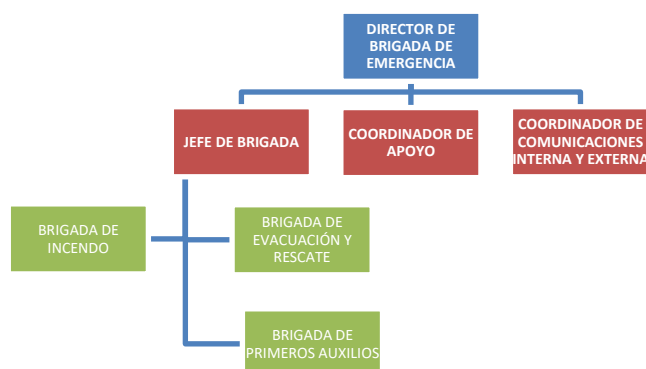 DIRECTOR DE
BRIGADA DE
EMERGENCIA
JEFE DE BRIGADA
COORDINADOR DE
APOYO
COORDINADOR DE
COMUNICACIONES
INTERNA Y EXTERNA
BRIGADA DE
INCENDO
BRIGADA DE
EVACUACIÓN Y
RESCATE
BRIGADA DE
PRIMEROS AUXILIOS